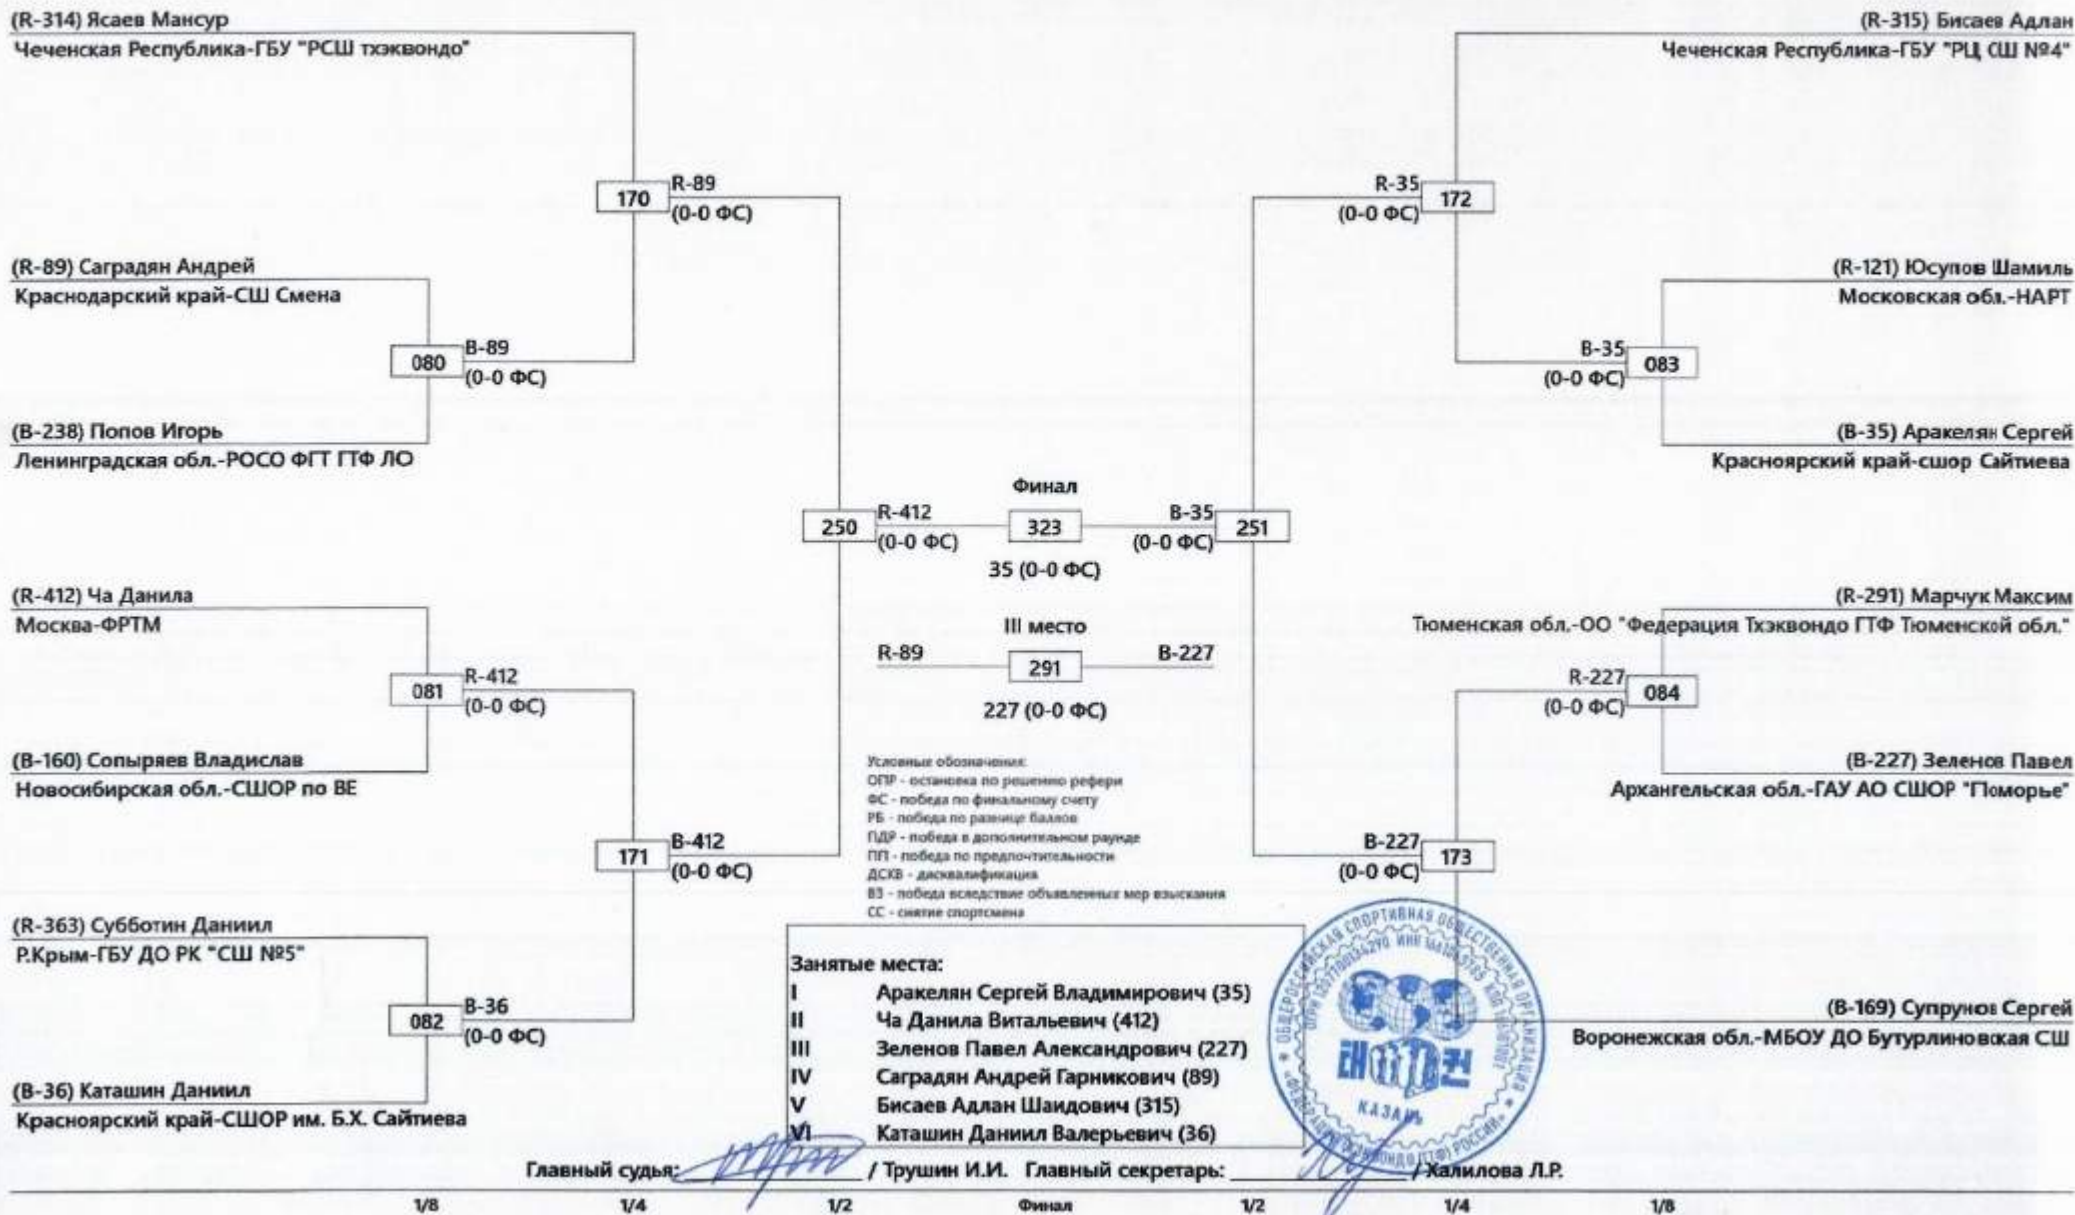 (R-314) Ясаев Мансур
Чеченская Республика-ГБУ "РСШ тхэквондо"
(R-315) Бисаев Адлан
Чеченская Республика-ГБУ "РЦ СШ №4"
R-89
170
(0-0 ФС)
R-35
172
(0-0 ФС)
(R-89) Саградян Андрей
Краснодарский край-СШ Смена
(R-121) Юсупов Шамиль
Московская обл.-НАРТ
B-89
080
(0-0 ФС)
B-35
083
(0-0 ФС)
(B-238) Попов Игорь
Ленинградская обл.-РОСО ФГТ ГТФ ЛО
(B-35) Аракелян Сергей
Красноярский край-сшор Сайтиева
Финал
250
R-412
(0-0 ФС)
323
B-35
(0-0 ФС)
251
35 (0-0 ФС)
(R-412) Ча Данила
Москва-ФРТМ
(R-291) Марчук Максим
Тюменская обл.-ОО "Федерация Тхэквондо ГТФ Тюменской обл."
III место
R-89
291
B-227
227 (0-0 ФС)
R-412
081
(0-0 ФС)
R-227
084
(0-0 ФС)
(B-160) Сопыряев Владислав
Новосибирская обл.-СШОР по ВЕ
(B-227) Зеленов Павел
Архангельская обл.-ГАУ АО СШОР "Поморье"
Условные обозначения:
ОПР - остановка по решению рефери
ФС - победа по финальному счету
РБ - победа по разнице баллов
ПДР - победа в дополнительном раунде
ПП - победа по предпочтительности
ДСКВ - дисквалификация
ВЗ - победа вследствие объявленных мер взыскания
СС - снятие спортсмена
B-412
171
(0-0 ФС)
B-227
173
(0-0 ФС)
(R-363) Субботин Даниил
Р.Крым-ГБУ ДО РК "СШ №5"
B-36
082
(0-0 ФС)
(B-169) Супрунов Сергей
Воронежская обл.-МБОУ ДО Бутурлиновская СШ
(B-36) Каташин Даниил
Красноярский край-СШОР им. Б.Х. Сайтиева
Занятые места:
I Аракелян Сергей Владимирович (35)
II Ча Данила Витальевич (412)
III Зеленов Павел Александрович (227)
IV Саградян Андрей Гарникович (89)
V Бисаев Адлан Шаидович (315)
VI Каташин Даниил Валерьевич (36)
ОБЩЕРОССИЙСКАЯ СПОРТИВНАЯ ОБЩЕСТВЕННАЯ ОРГАНИЗАЦИЯ
КАЗАНЬ
Главный судья: / Трушин И.И. Главный секретарь: / Халилова Л.Р.
1/8 1/4 1/2 Финал 1/2 1/4 1/8